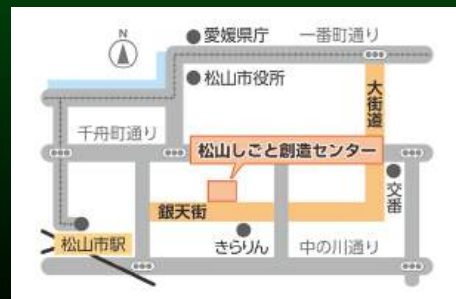 N
愛媛県庁
一番町通り
松山市役所
大街道
千舟町通り
松山しごと創造センター
交番
銀天街
松山市駅
きらりん
中の川通り